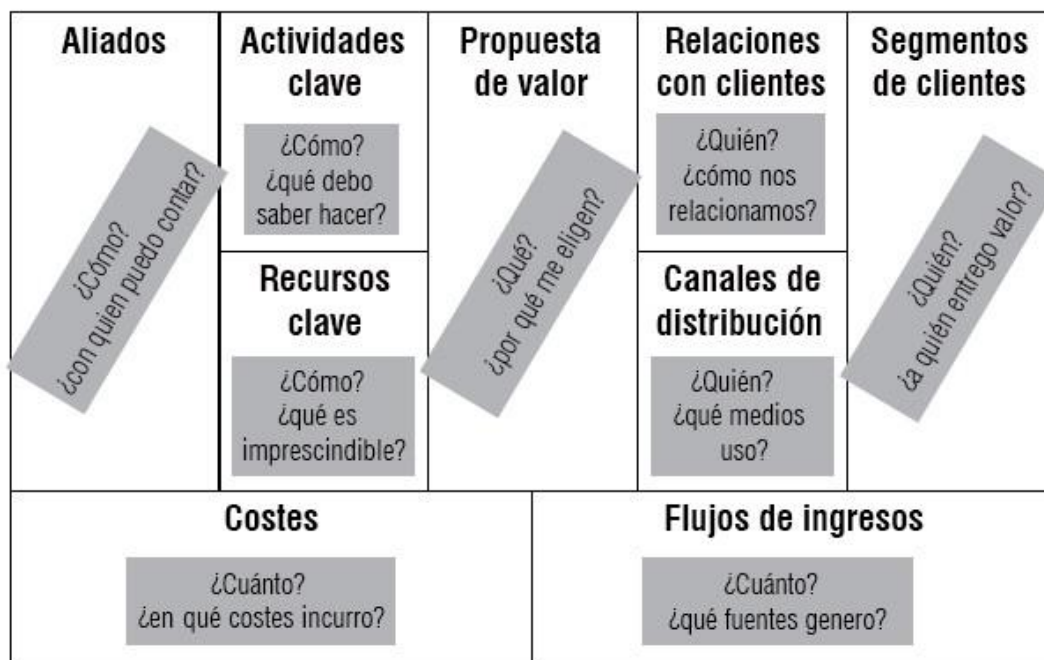 Aliados
¿Cómo?
¿con quien puedo contar?
Actividades
clave
¿Cómo?
¿qué debo
saber hacer?
Recursos
clave
¿Cómo?
¿qué es
imprescindible?
Propuesta
de valor
¿Qué?
¿por qué me eligen?
Relaciones
con clientes
¿Quién?
¿cómo nos
relacionamos?
Canales de
distribución
¿Quién?
¿qué medios
uso?
Segmentos
de clientes
¿Quién?
¿a quién entrego valor?
Costes
¿Cuánto?
¿en qué costes incurro?
Flujos de ingresos
¿Cuánto?
¿qué fuentes genero?